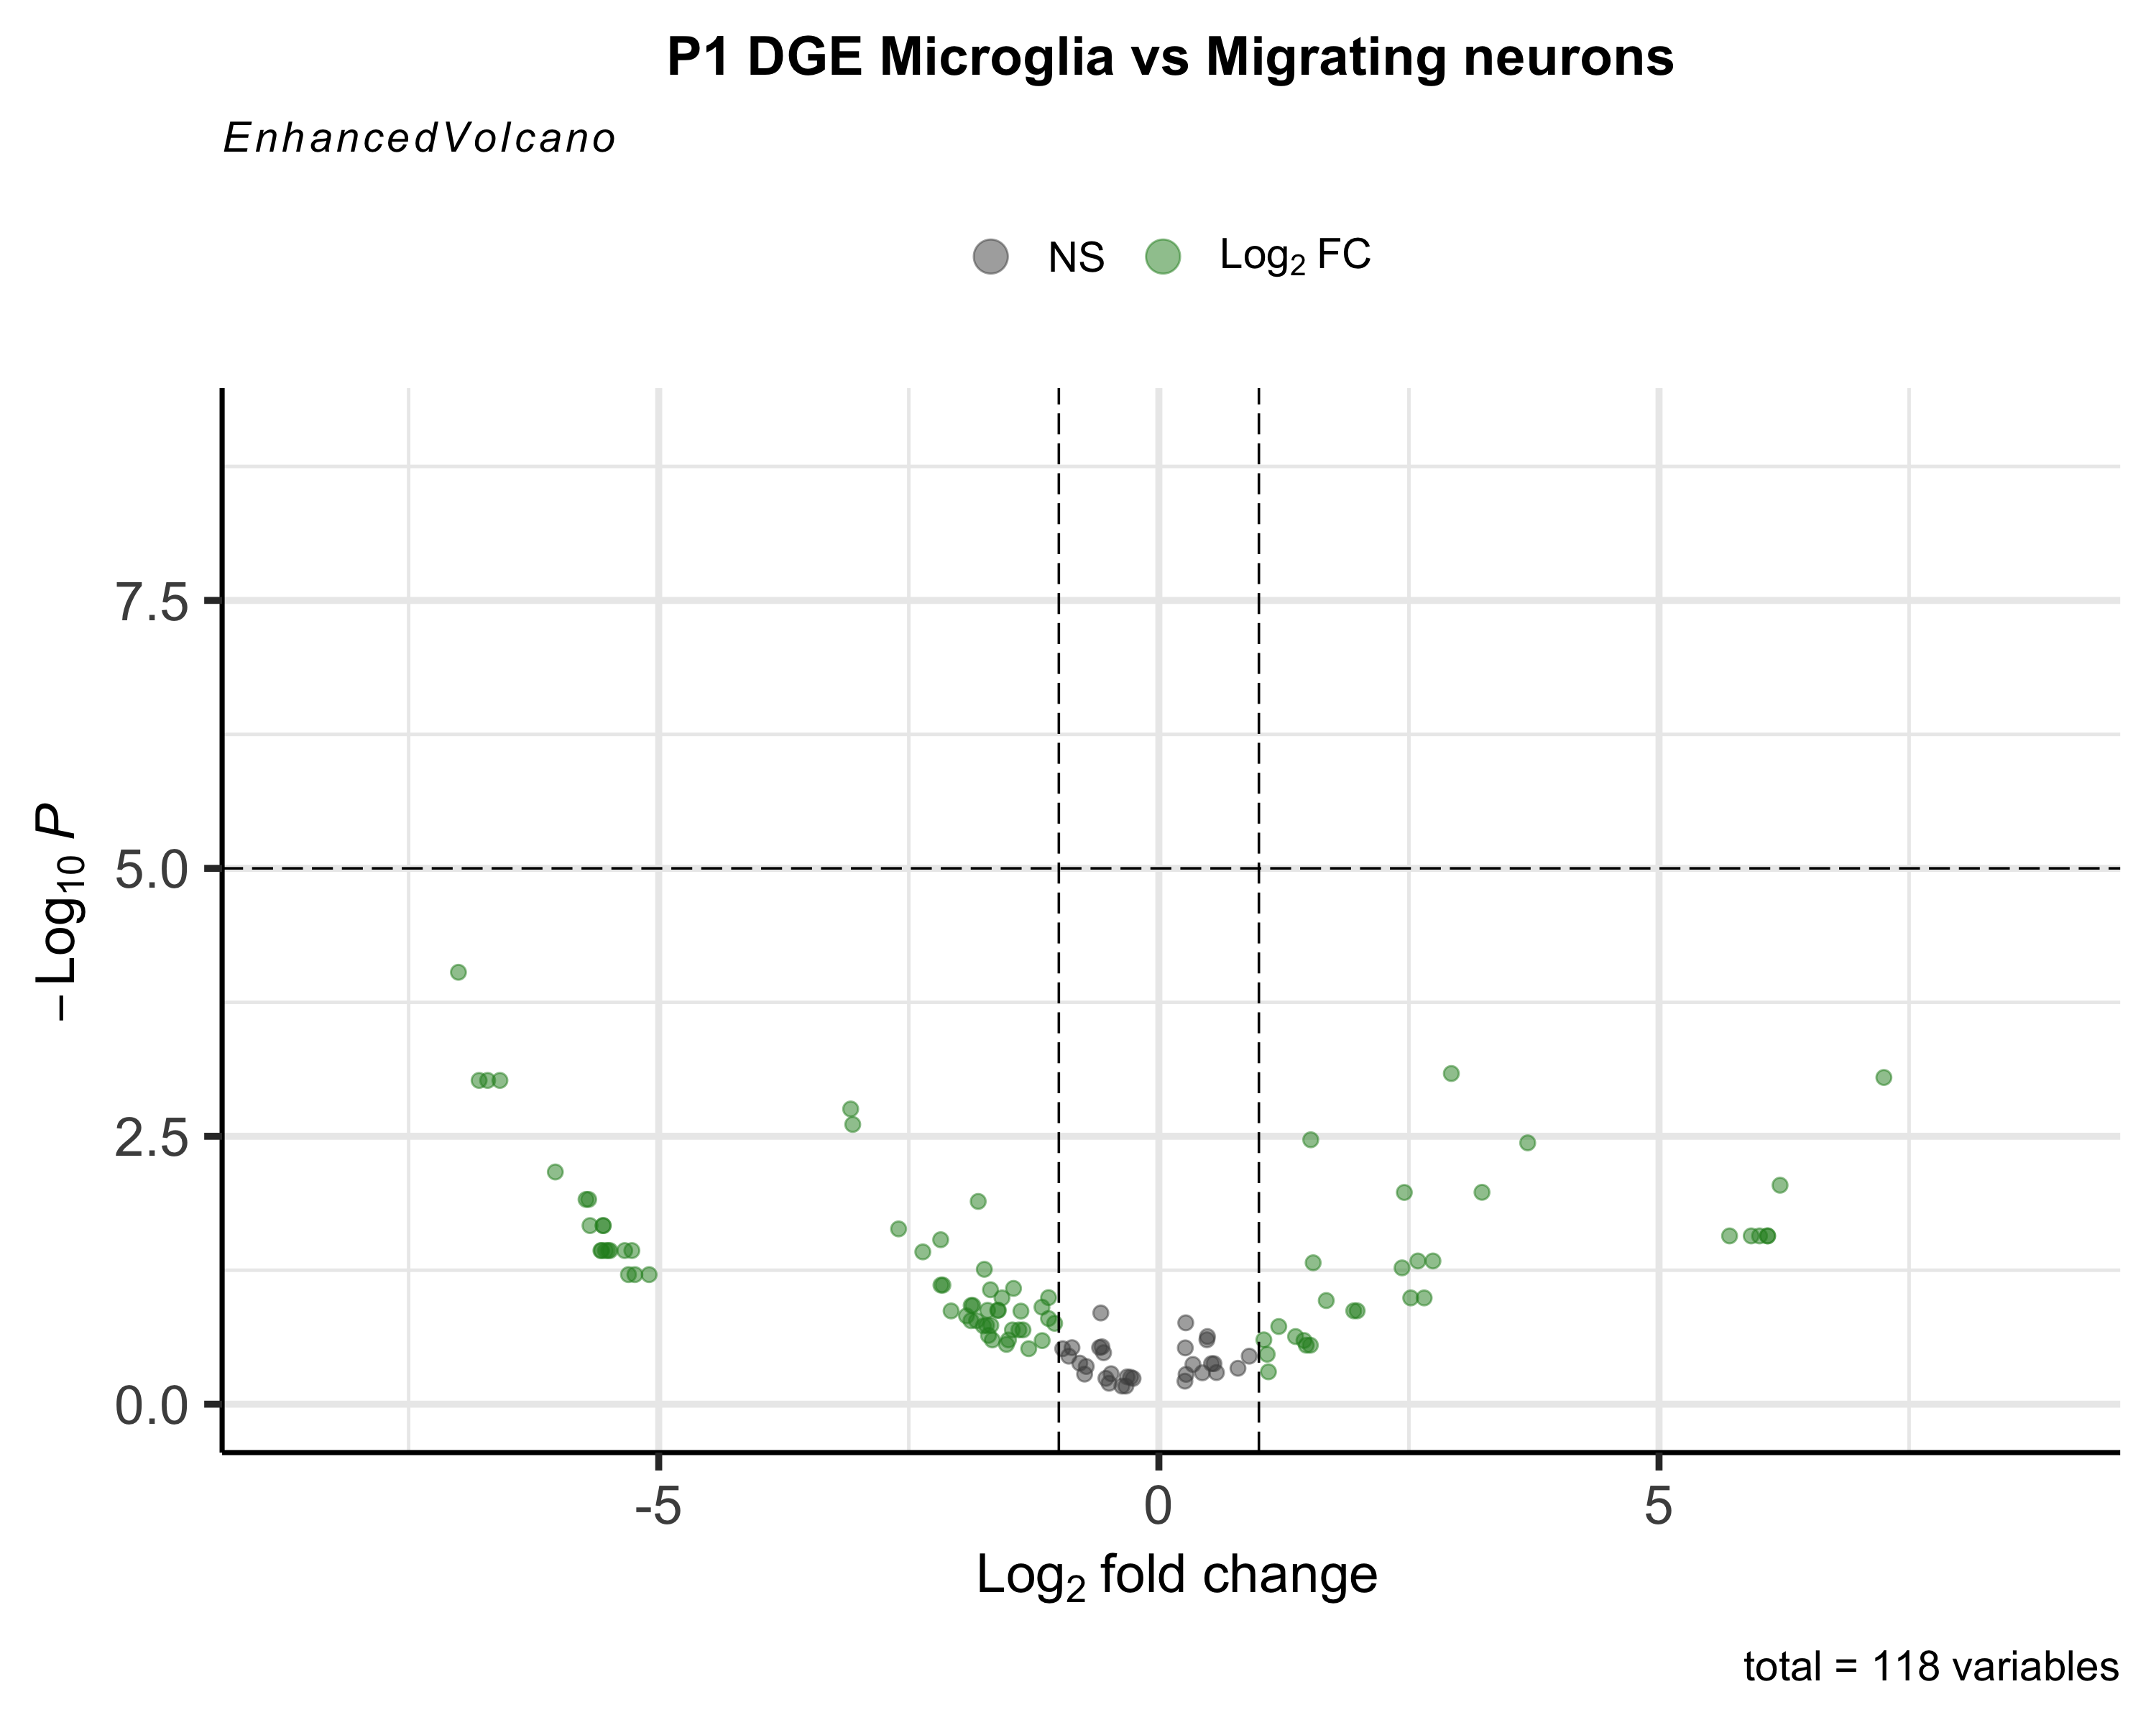 P1 DGE Microglia vs Migrating neurons
EnhancedVolcano
NS
Log₂ FC
7.5
5.0
2.5
0.0
−Log₁₀ P
-5
0
5
Log₂ fold change
total = 118 variables